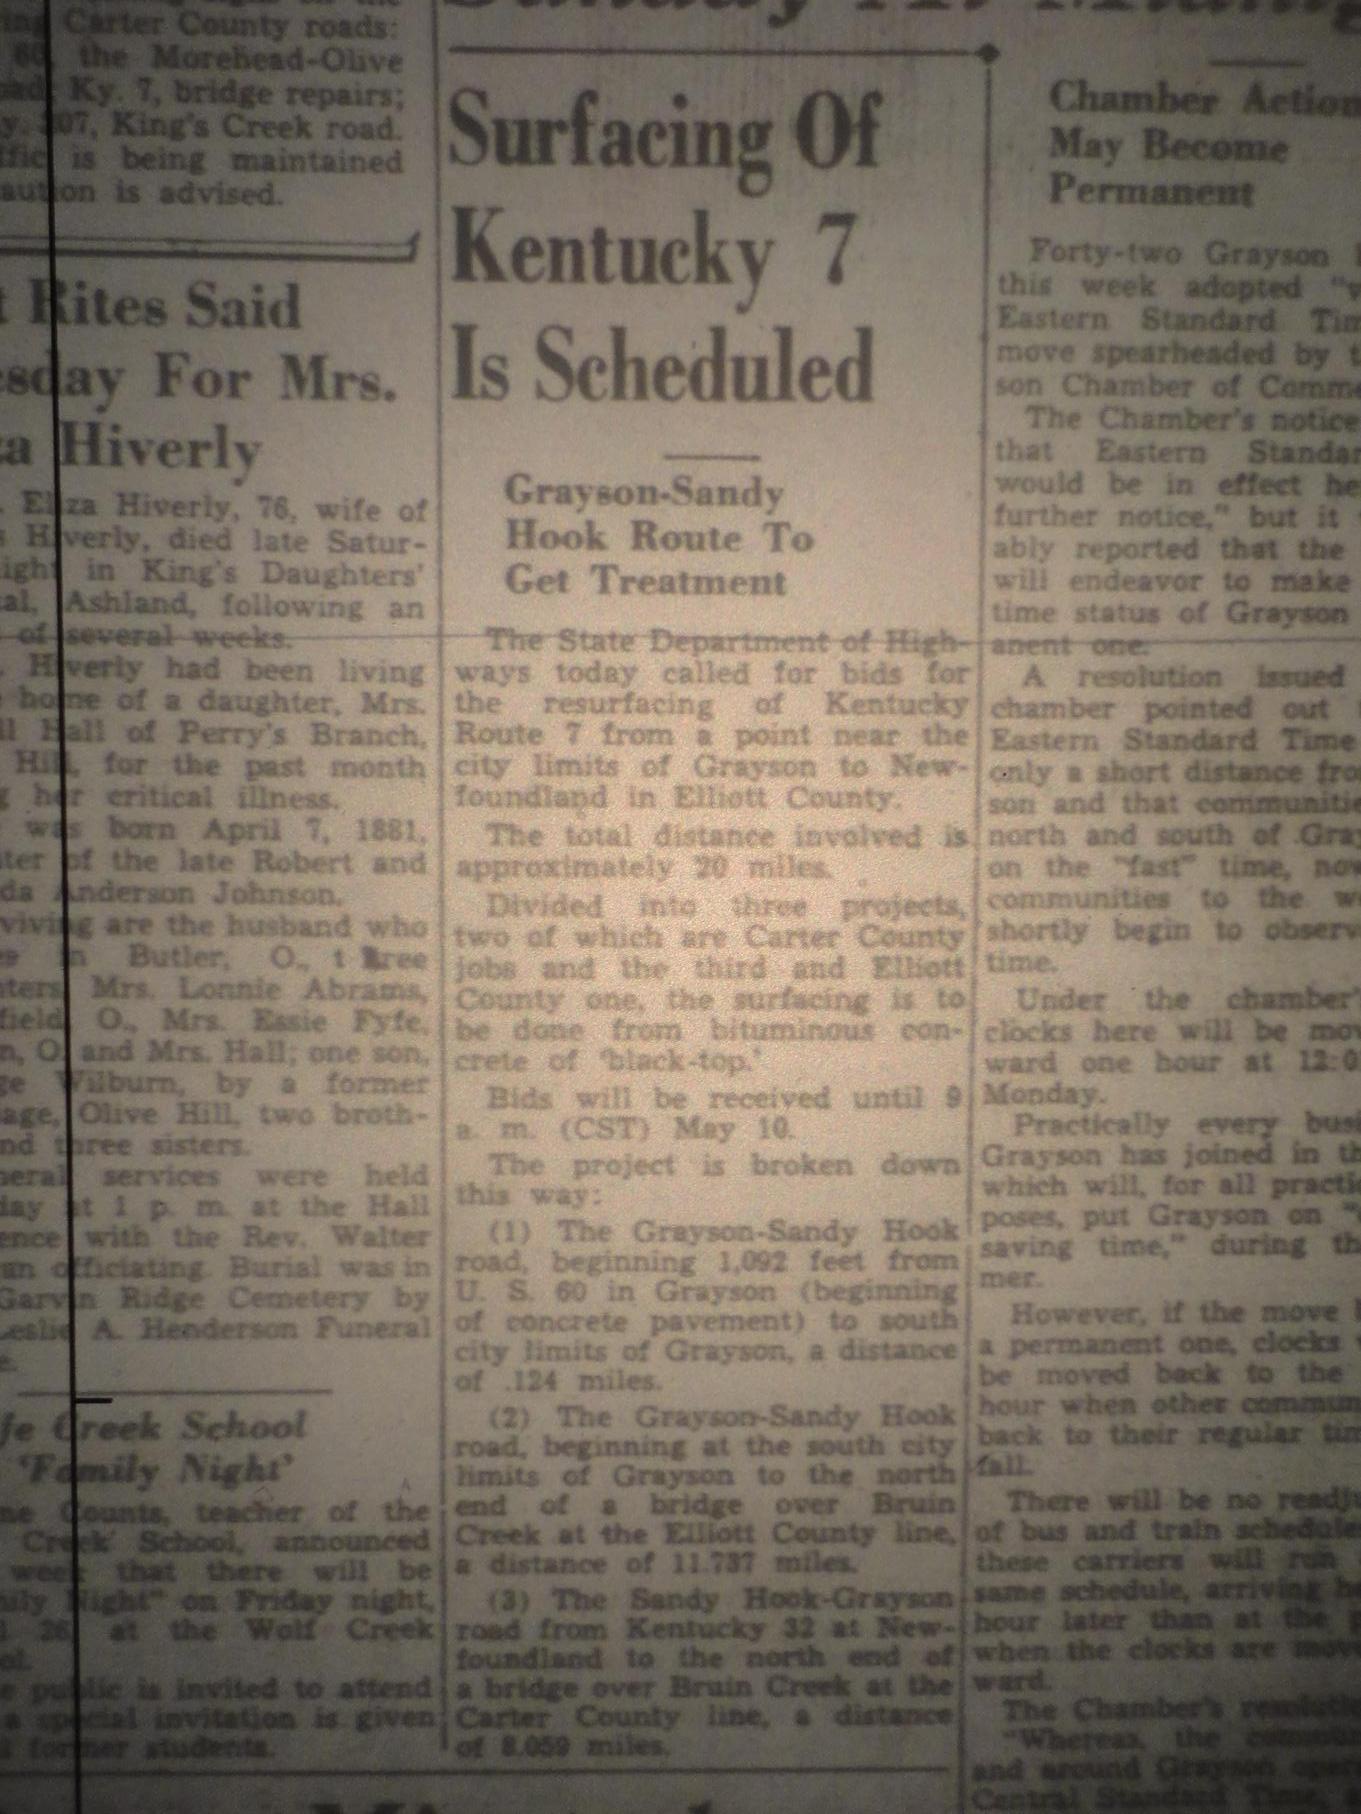 Carter County roads:
60, the Morehead-Olive
Ky. 7, bridge repairs;
King's Creek road.
is being maintained
is advised.
Rites Said
For Mrs.
Hiverly
Eliza Hiverly, 76, wife of
Hiverly, died late Satur-
in King's Daughters'
Ashland, following an
of several weeks.
Hiverly had been living
home of a daughter, Mrs.
Hall of Perry's Branch,
Hill, for the past month
her critical illness.
was born April 7, 1881,
of the late Robert and
Anderson Johnson.
are the husband who
in Butler, O., three
Mrs. Lonnie Abrams,
O., Mrs. Essie Fyfe,
O. and Mrs. Hall; one son,
Wilburn, by a former
Olive Hill, two broth-
three sisters.
services were held
at 1 p. m. at the Hall
with the Rev. Walter
officiating. Burial was in
Garvin Ridge Cemetery by
Leslie A. Henderson Funeral
Creek School
'Family Night'
Counts, teacher of the
Creek School, announced
week that there will be
Night" on Friday night,
26, at the Wolf Creek
public is invited to attend
a special invitation is given
former students.
Surfacing Of
Kentucky 7
Is Scheduled
Grayson-Sandy
Hook Route To
Get Treatment
The State Department of High-
ways today called for bids for
the resurfacing of Kentucky
Route 7 from a point near the
city limits of Grayson to New-
foundland in Elliott County.
The total distance involved is
approximately 20 miles.
Divided into three projects,
two of which are Carter County
jobs and the third and Elliott
County one, the surfacing is to
be done from bituminous con-
crete of 'black-top.'
Bids will be received until 9
a. m. (CST) May 10.
The project is broken down
this way:
(1) The Grayson-Sandy Hook
road, beginning 1,092 feet from
U. S. 60 in Grayson (beginning
of concrete pavement) to south
city limits of Grayson, a distance
of .124 miles.
(2) The Grayson-Sandy Hook
road, beginning at the south city
limits of Grayson to the north
end of a bridge over Bruin
Creek at the Elliott County line,
a distance of 11.737 miles.
(3) The Sandy Hook-Grayson
road from Kentucky 32 at New-
foundland to the north end of
a bridge over Bruin Creek at the
Carter County line, a distance
of 8.059 miles.
Chamber Action
May Become
Permanent
Forty-two Grayson
this week adopted
Eastern Standard
move spearheaded by
son Chamber of
The Chamber's
that Eastern
would be in effect
further notice," but it
ably reported that the
will endeavor to make
time status of Grayson
anent one.
A resolution issued
chamber pointed out
Eastern Standard Time
only a short distance
son and that
north and south of
on the "fast" time,
communities to the
shortly begin to
time.
Under the
clocks here will be
ward one hour at
Monday.
Practically every
Grayson has joined in
which will, for all
poses, put Grayson on
saving time," during
mer.
However, if the move
a permanent one, clocks
be moved back to the
hour when other
back to their regular
fall.
There will be no
of bus and train
these carriers will run
same schedule, arriving
hour later than at the
when the clocks are
ward.
The Chamber's
"Whereas, the
and around Grayson
Central Standard Time,